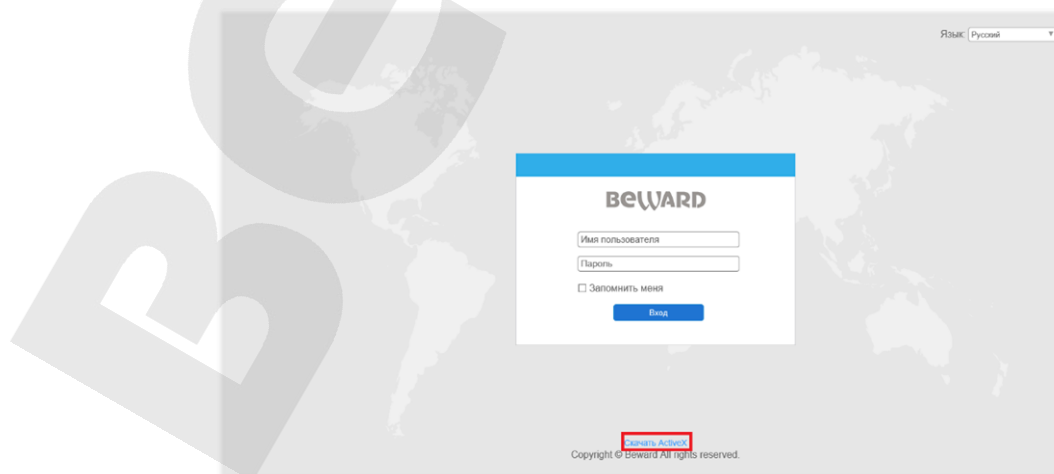 Язык: Русский
BEWARD
Имя пользователя
Пароль
Запомнить меня
Вход
Скачать ActiveX
Copyright © Beward All rights reserved.